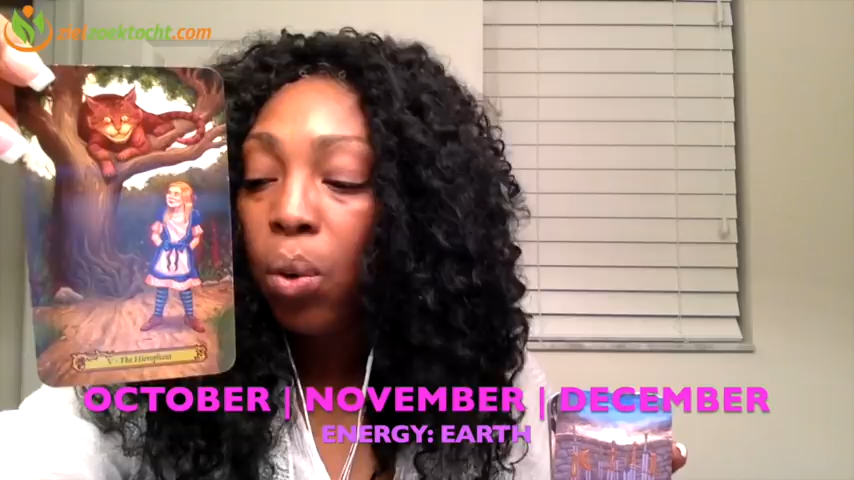 zielzoektocht.com
V - The Hierophant
OCTOBER | NOVEMBER | DECEMBER
ENERGY: EARTH